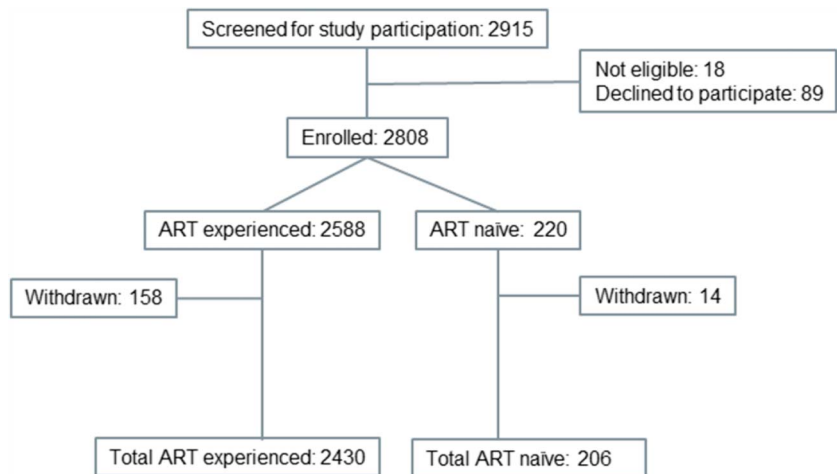 Screened for study participation: 2915
Not eligible: 18
Declined to participate: 89
Enrolled: 2808
ART experienced: 2588
ART naïve: 220
Withdrawn: 158
Withdrawn: 14
Total ART experienced: 2430
Total ART naïve: 206